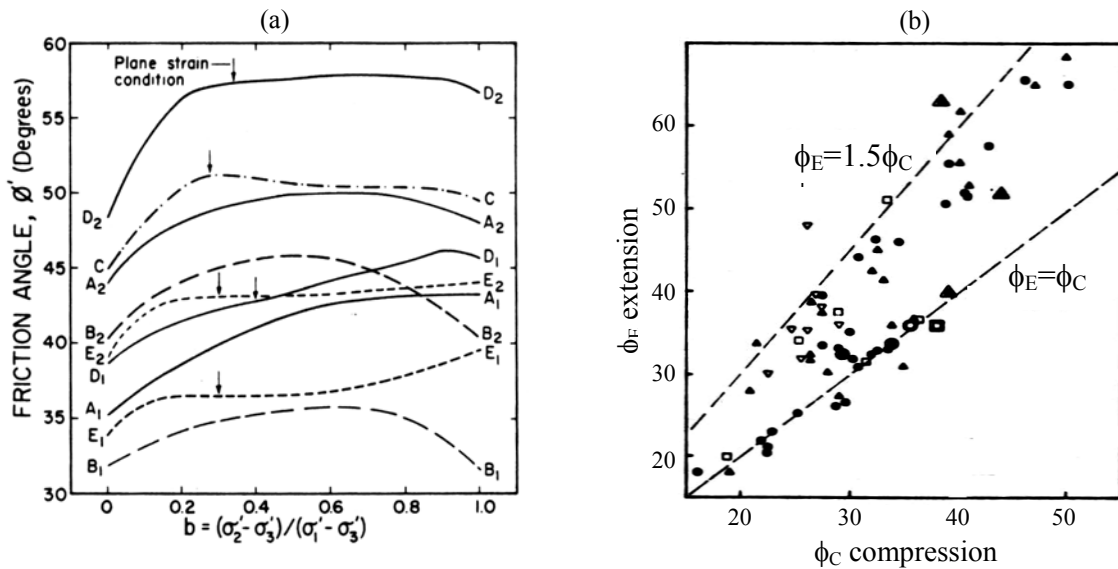 (a)
60
55
50
45
40
35
30
FRICTION ANGLE, ø' (Degrees)
Plane strain
condition
D₂
C
A₂
B₂
E₂
D₁
A₁
E₁
B₁
D₂
C
A₂
D₁
E₂
A₁
B₂
E₁
B₁
0 0.2 0.4 0.6 0.8 1.0
b = (σ₂'-σ₃')/(σ₁'-σ₃')
(b)
60
50
40
30
20
ϕE extension
ϕE=1.5ϕC
ϕE=ϕC
20 30 40 50
ϕC compression